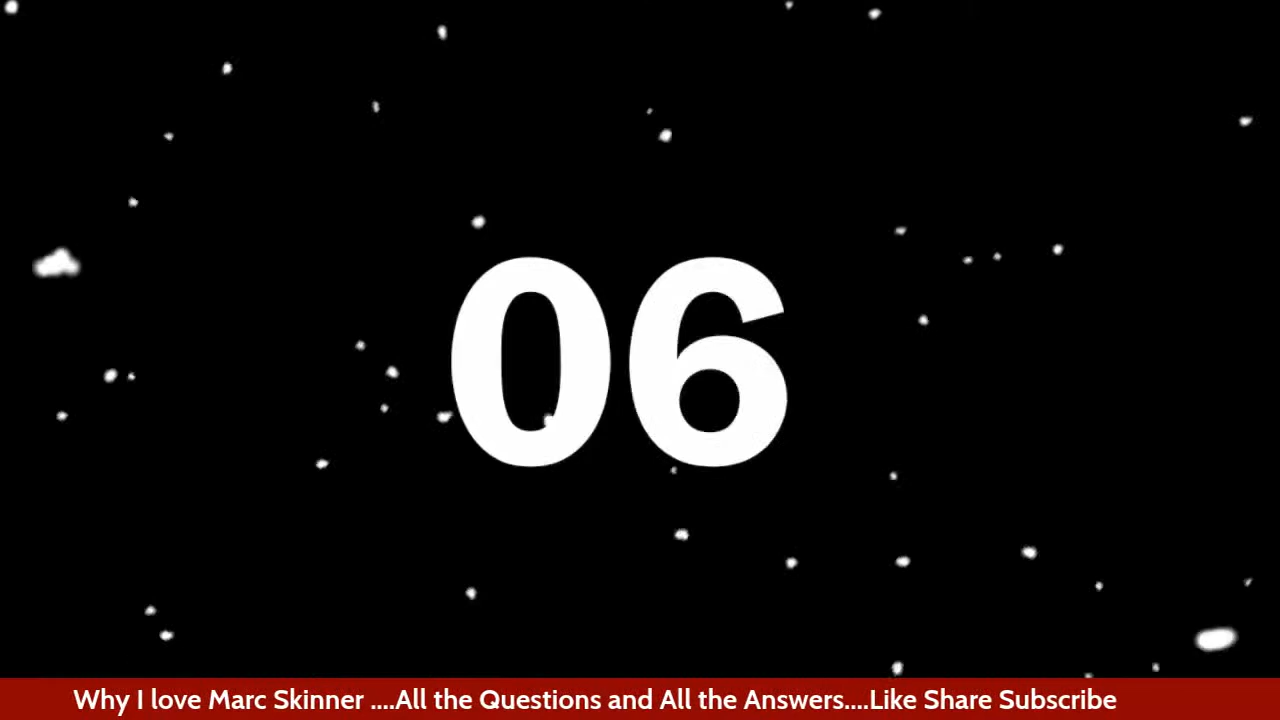 06
Why I love Marc Skinner ....All the Questions and All the Answers....Like Share Subscribe